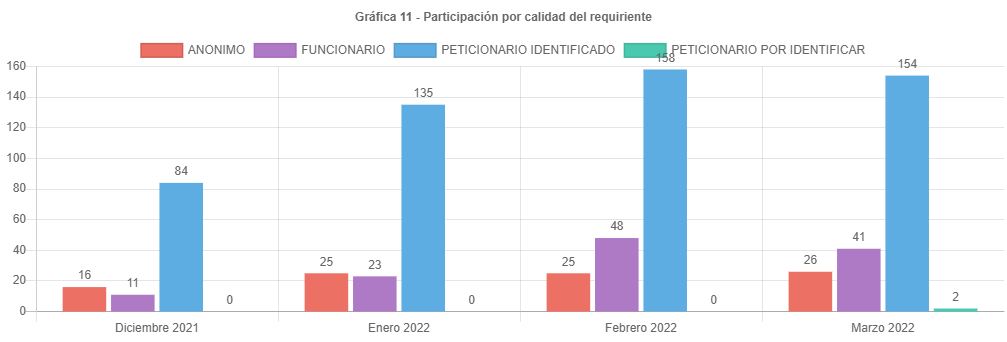 Gráfica 11 - Participación por calidad del requiriente
ANONIMO FUNCIONARIO PETICIONARIO IDENTIFICADO PETICIONARIO POR IDENTIFICAR
160
140
120
100
80
60
40
20
0
16 11 84 0
25 23 135 0
25 48 158 0
26 41 154 2
Diciembre 2021 Enero 2022 Febrero 2022 Marzo 2022